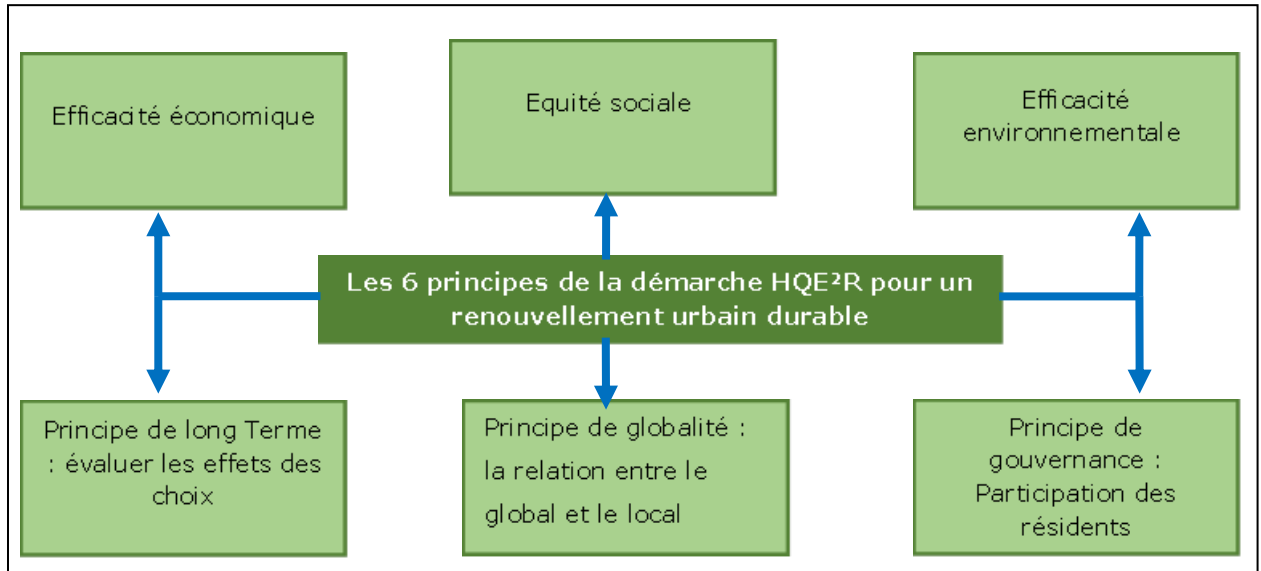 Efficacité économique
Equité sociale
Efficacité
environnementale
Les 6 principes de la démarche HQE²R pour un
renouvellement urbain durable
Principe de long Terme
: évaluer les effets des
choix
Principe de globalité :
la relation entre le
global et le local
Principe de
gouvernance :
Participation des
résidents